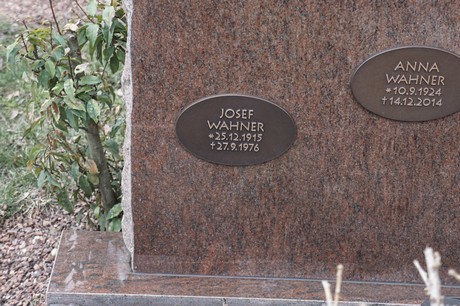 JOSEF
WAHNER
*25.12.1915
†27.9.1976
ANNA
WAHNER
*10.9.1924
†14.12.2014